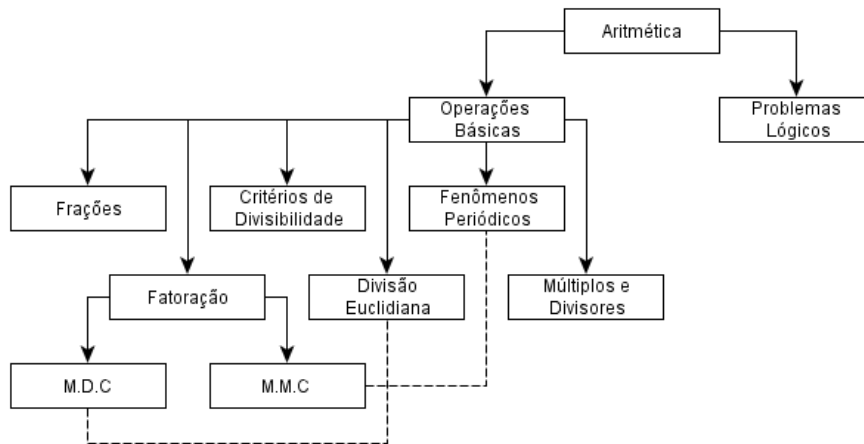 Aritmética
Operações
Básicas
Problemas
Lógicos
Frações
Critérios de
Divisibilidade
Fenômenos
Periódicos
Fatoração
Divisão
Euclidiana
Múltiplos e
Divisores
M.D.C
M.M.C